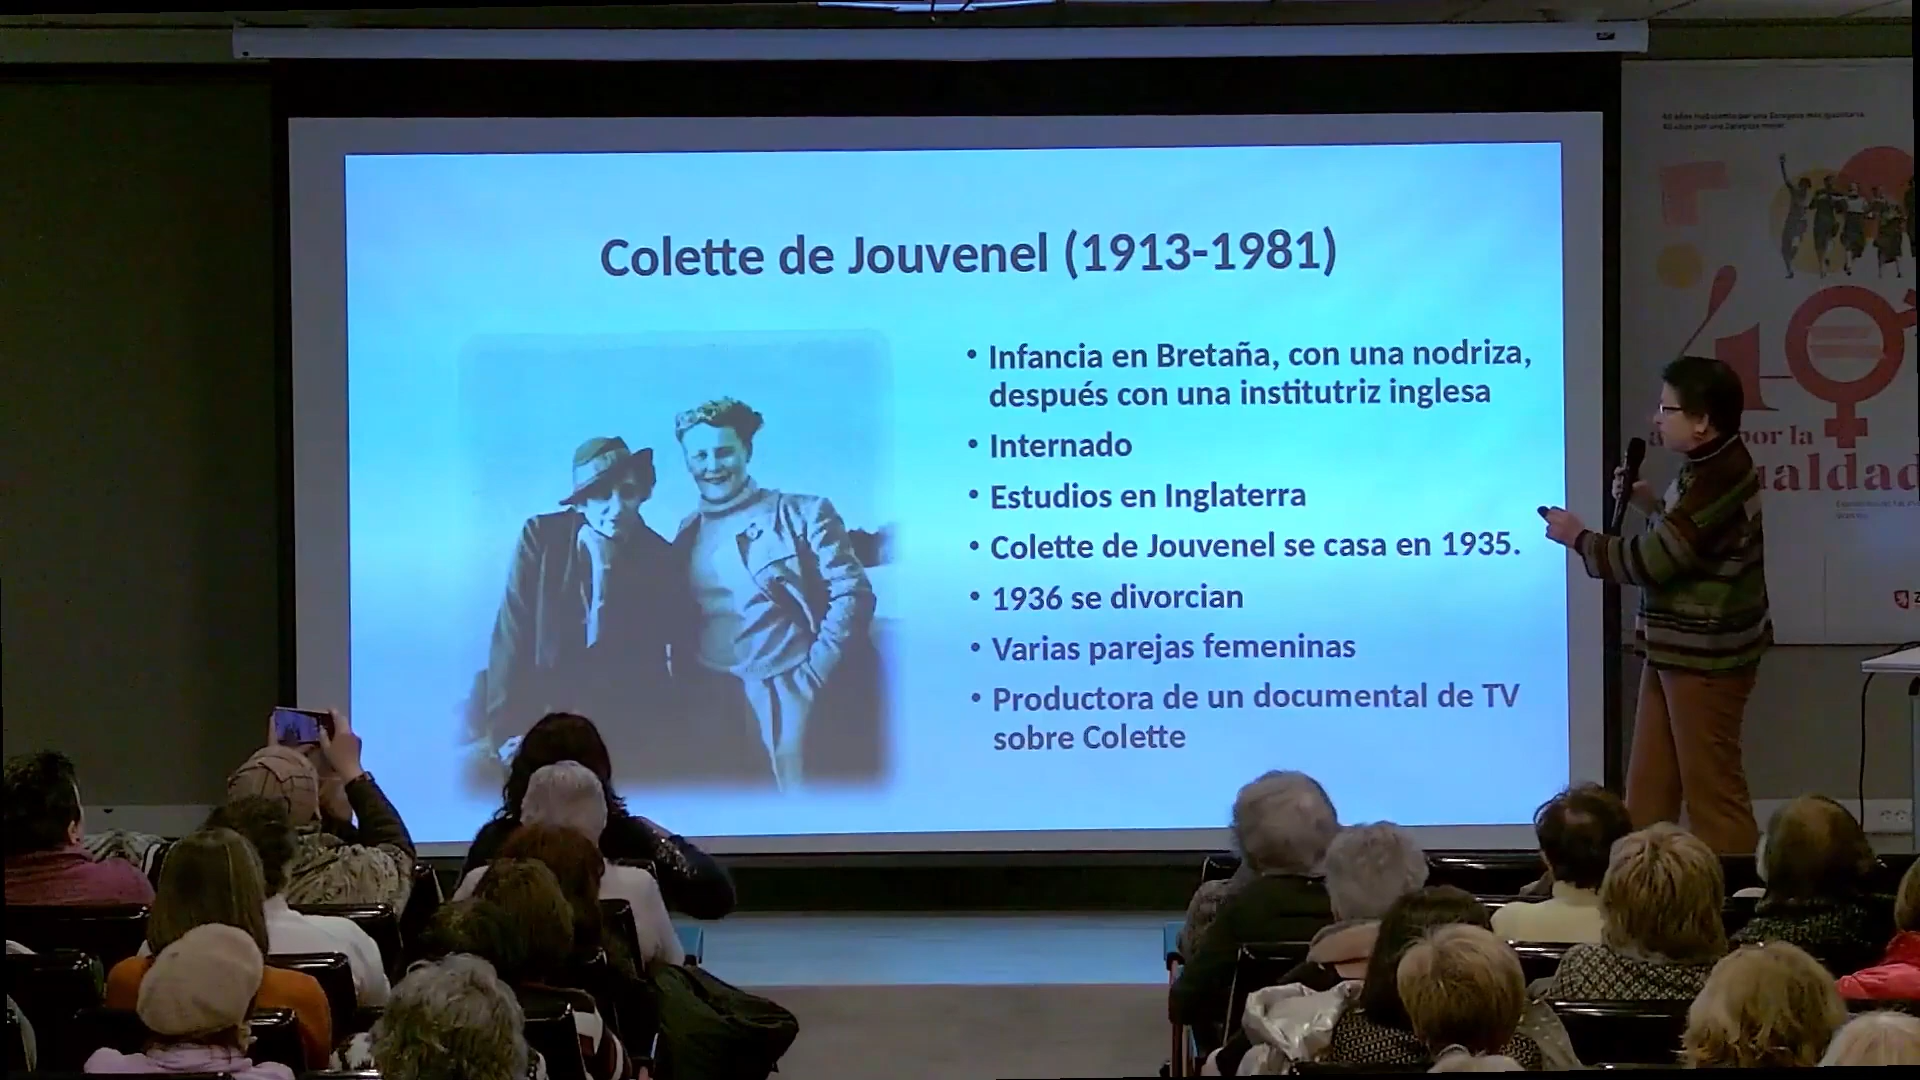 Colette de Jouvenel (1913-1981)
• Infancia en Bretaña, con una nodriza,
después con una institutriz inglesa
• Internado
• Estudios en Inglaterra
• Colette de Jouvenel se casa en 1935.
• 1936 se divorcian
• Varias parejas femeninas
• Productora de un documental de TV
sobre Colette
40
por la
ualdad